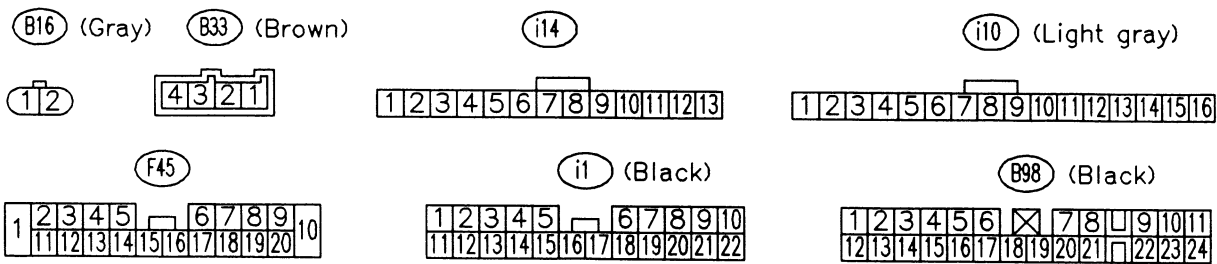 B16 (Gray) B33 (Brown) i14 i10 (Light gray)
1 2 4 3 2 1 1 2 3 4 5 6 7 8 9 10 11 12 13 1 2 3 4 5 6 7 8 9 10 11 12 13 14 15 16
F45 i1 (Black) B98 (Black)
1 2 3 4 5 6 7 8 9 10 1 2 3 4 5 6 7 8 9 10 1 2 3 4 5 6 7 8 9 10 11
11 12 13 14 15 16 17 18 19 20 11 12 13 14 15 16 17 18 19 20 21 22 12 13 14 15 16 17 18 19 20 21 22 23 24